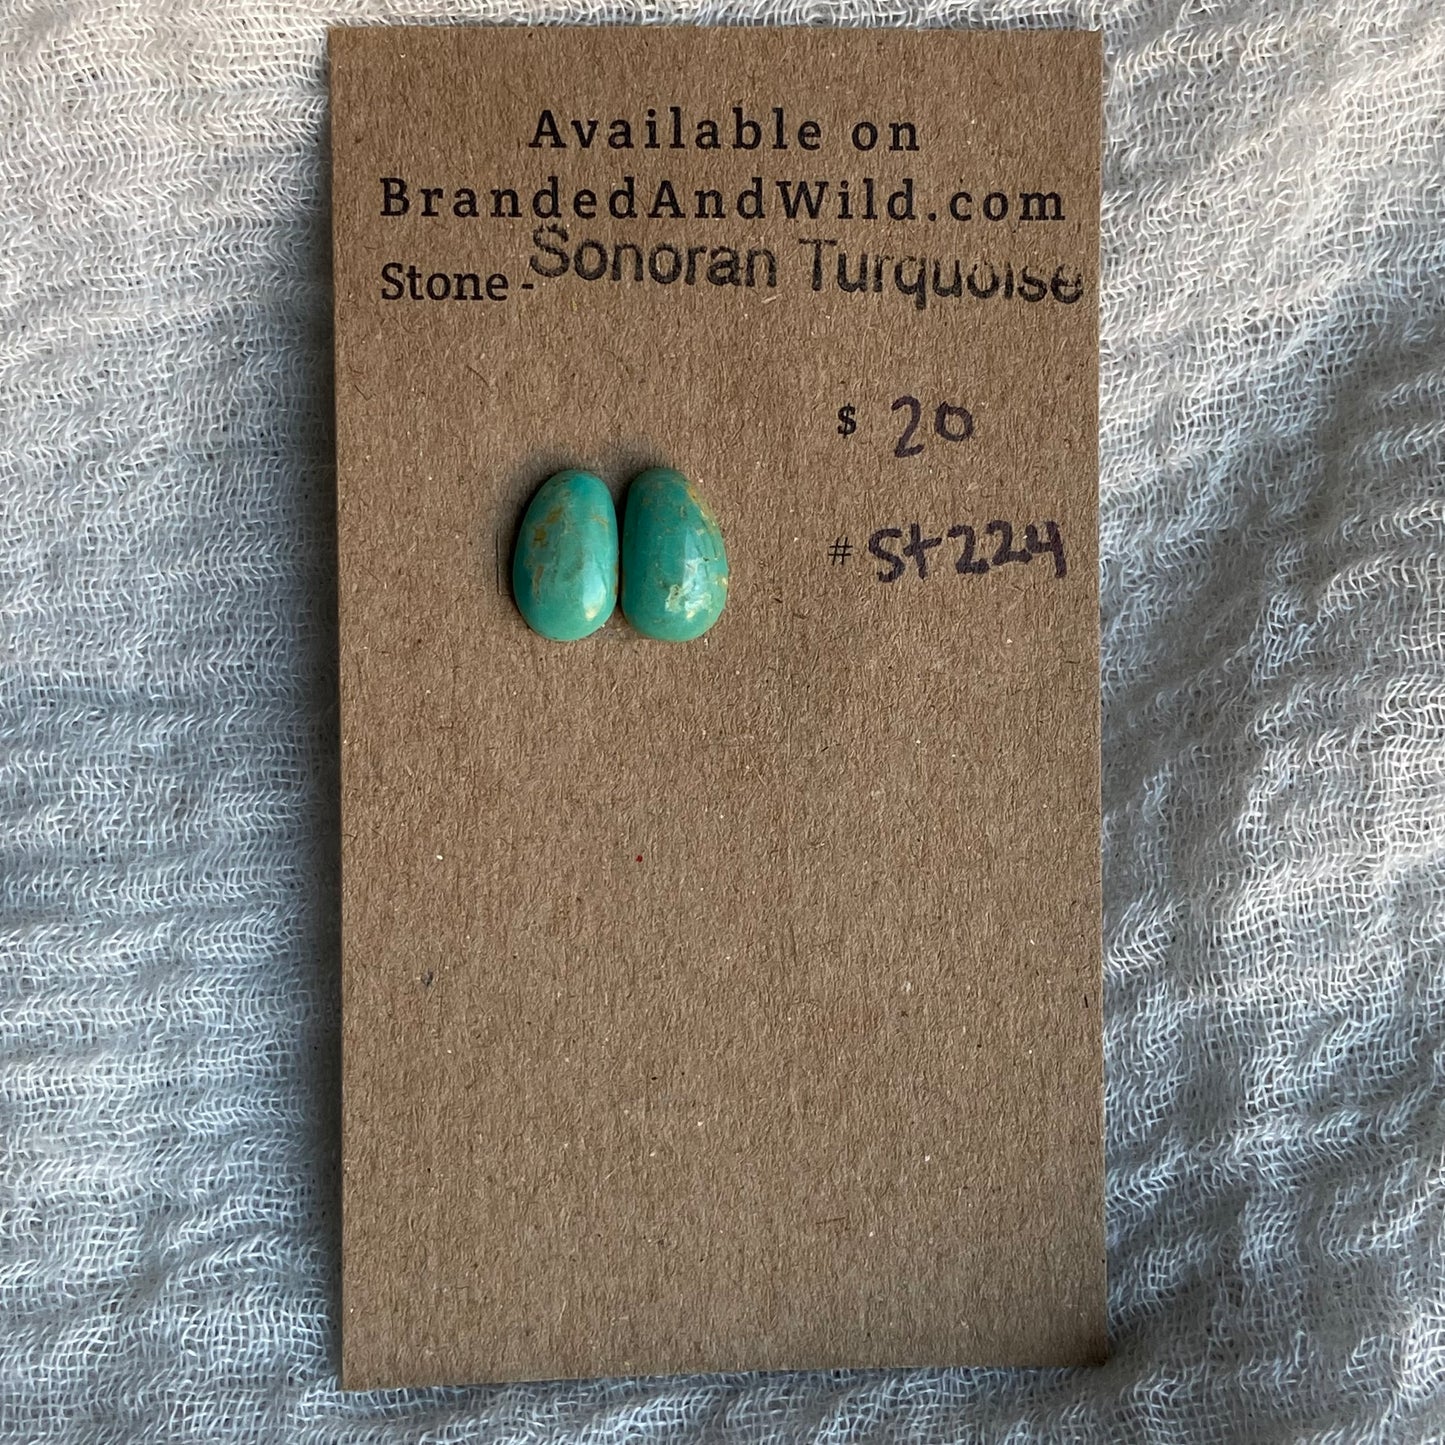 Available on
BrandedAndWild.com
Stone - Sonoran Turquoise
$ 20
# St224